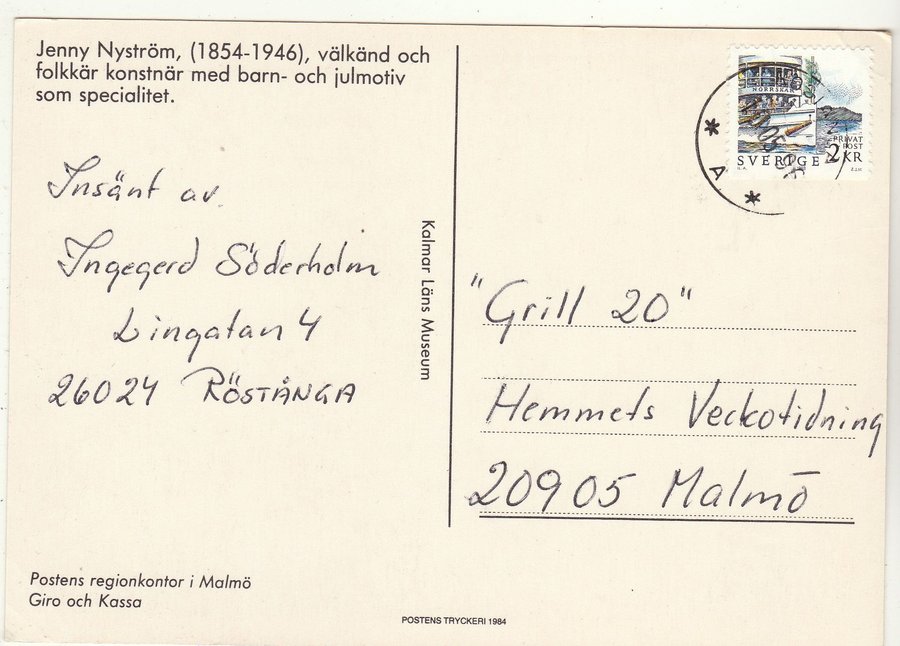 Jenny Nyström, (1854-1946), välkänd och
folkkär konstnär med barn- och julmotiv
som specialitet.
Insänt av
Ingegerd Söderholm
Lingatan 4
26024 RÖSTÅNGA
Kalmar Läns Museum
NORRSKÄR
PRIVAT
POST
SVERIGE 2 KR
* A *
"Grill 20"
Hemmets Veckotidning
20905 Malmö
Postens regionkontor i Malmö
Giro och Kassa
POSTENS TRYCKERI 1984